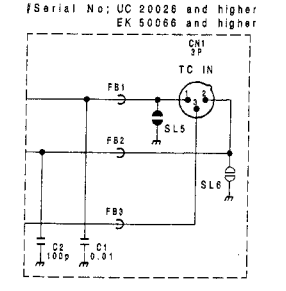 #Serial No; UC 20026 and higher
EK 50066 and higher
CN1
3P
TC IN
FB1
1
2
3
SL5
FB2
SL6
FB3
C2
100p
C1
0.01